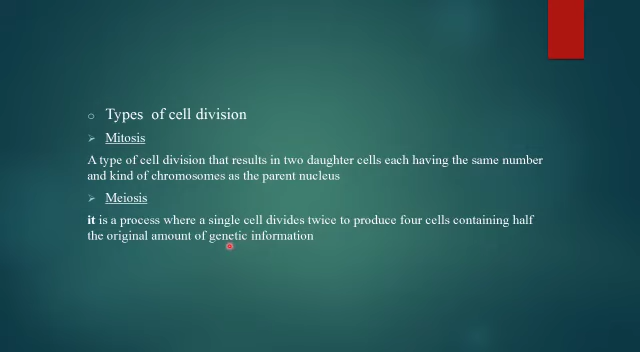 Types of cell division
Mitosis
A type of cell division that results in two daughter cells each having the same number
and kind of chromosomes as the parent nucleus
Meiosis
it is a process where a single cell divides twice to produce four cells containing half
the original amount of genetic information